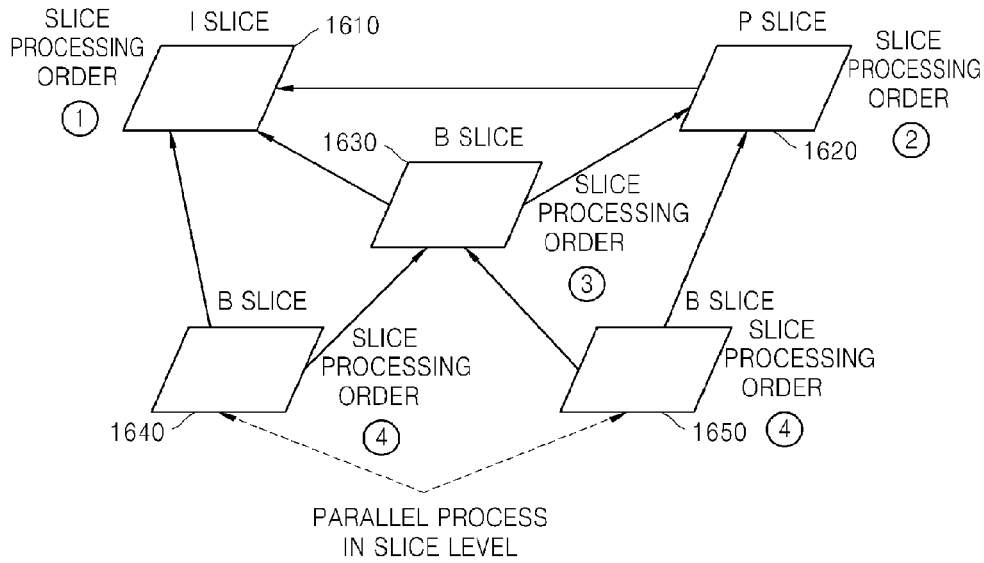 SLICE
PROCESSING
ORDER
①
I SLICE
1610
P SLICE
SLICE
PROCESSING
ORDER
②
1620
1630
B SLICE
SLICE
PROCESSING
ORDER
③
B SLICE
1640
SLICE
PROCESSING
ORDER
④
B SLICE
SLICE
PROCESSING
ORDER
④
1650
PARALLEL PROCESS
IN SLICE LEVEL